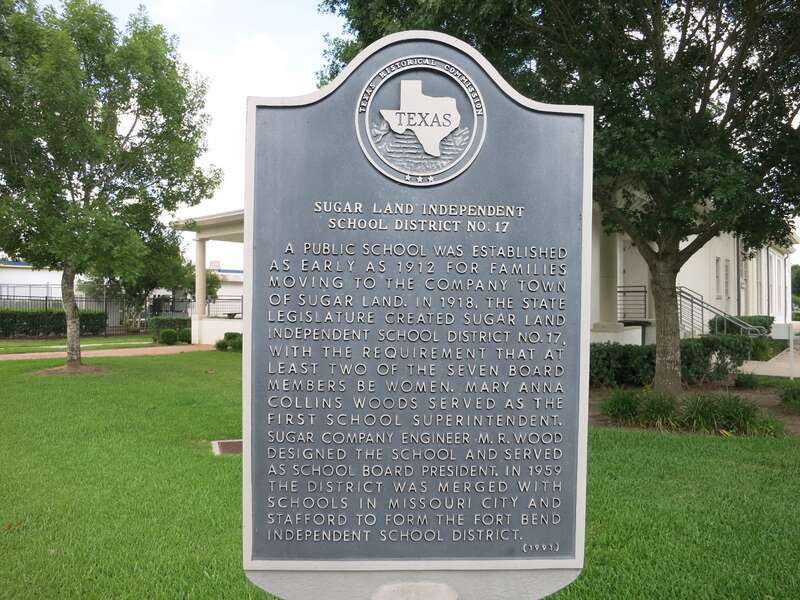 TEXAS HISTORICAL COMMISSION
TEXAS
SUGAR LAND INDEPENDENT
SCHOOL DISTRICT NO. 17
A PUBLIC SCHOOL WAS ESTABLISHED
AS EARLY AS 1912 FOR FAMILIES
MOVING TO THE COMPANY TOWN
OF SUGAR LAND. IN 1918, THE STATE
LEGISLATURE CREATED SUGAR LAND
INDEPENDENT SCHOOL DISTRICT NO. 17,
WITH THE REQUIREMENT THAT AT
LEAST TWO OF THE SEVEN BOARD
MEMBERS BE WOMEN. MARY ANNA
COLLINS WOODS SERVED AS THE
FIRST SCHOOL SUPERINTENDENT.
SUGAR COMPANY ENGINEER M. R. WOOD
DESIGNED THE SCHOOL AND SERVED
AS SCHOOL BOARD PRESIDENT. IN 1959
THE DISTRICT WAS MERGED WITH
SCHOOLS IN MISSOURI CITY AND
STAFFORD TO FORM THE FORT BEND
INDEPENDENT SCHOOL DISTRICT.
(1991)